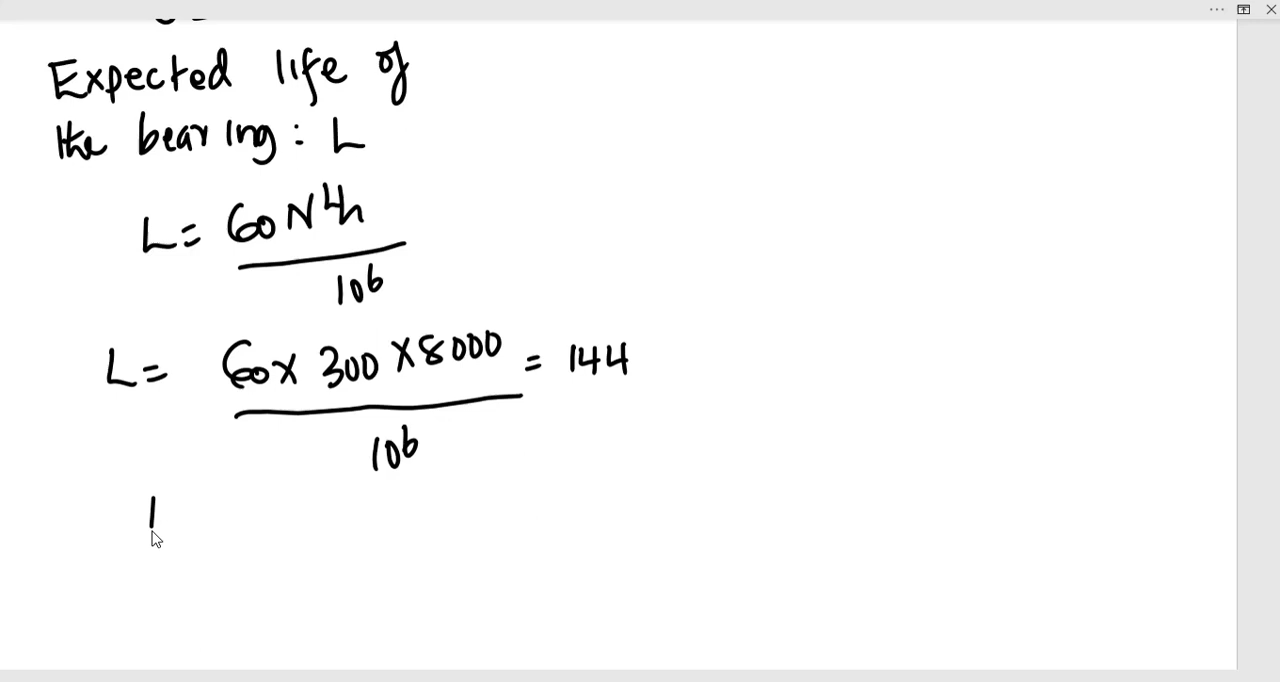 Expected life of
the bearing: L
L = 60 N Lh
10^6
L = 60 x 300 x 8000 = 144
10^6